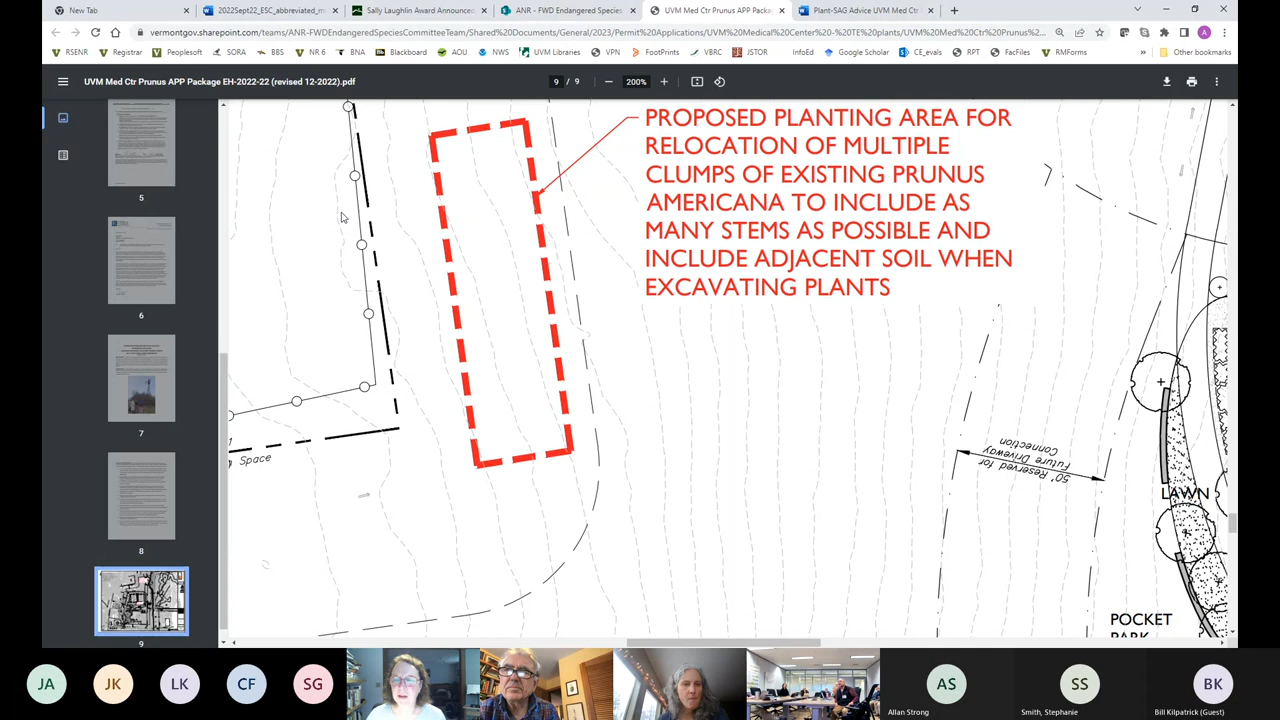 New Tab
2022Sept22_ESC_abbreviated_m
Sally Laughlin Award Announced
ANR - FWD Endangered Species
UVM Med Ctr Prunus APP Packa
Plant-SAG Advice UVM Med Ctr
vermontgov.sharepoint.com/teams/ANR-FWDEndangeredSpeciesCommitteeTeam/Shared%20Documents/General/2023/Permit%20Applications/UVM%20Medical%20Center%20-%20TE%20plants/UVM%20Med%20Ctr%20Prunus...
RSENR
Registrar
Peoplesoft
SORA
BBS
NR 6
BNA
Blackboard
AOU
NWS
UVM Libraries
VPN
FootPrints
VBRC
JSTOR
InfoEd
Google Scholar
CE_evals
RPT
FacFiles
RMForms
Other bookmarks
UVM Med Ctr Prunus APP Package EH-2022-22 (revised 12-2022).pdf
9 / 9
200%
5
6
7
8
9
PROPOSED PLANTING AREA FOR
RELOCATION OF MULTIPLE
CLUMPS OF EXISTING PRUNUS
AMERICANA TO INCLUDE AS
MANY STEMS AS POSSIBLE AND
INCLUDE ADJACENT SOIL WHEN
EXCAVATING PLANTS
Space
50' Reserved for
Future Driveway
Connection
LAWN
POCKET
PARK
JA
JK
LK
CF
SG
AS
Allan Strong
SS
Smith, Stephanie
BK
Bill Kilpatrick (Guest)